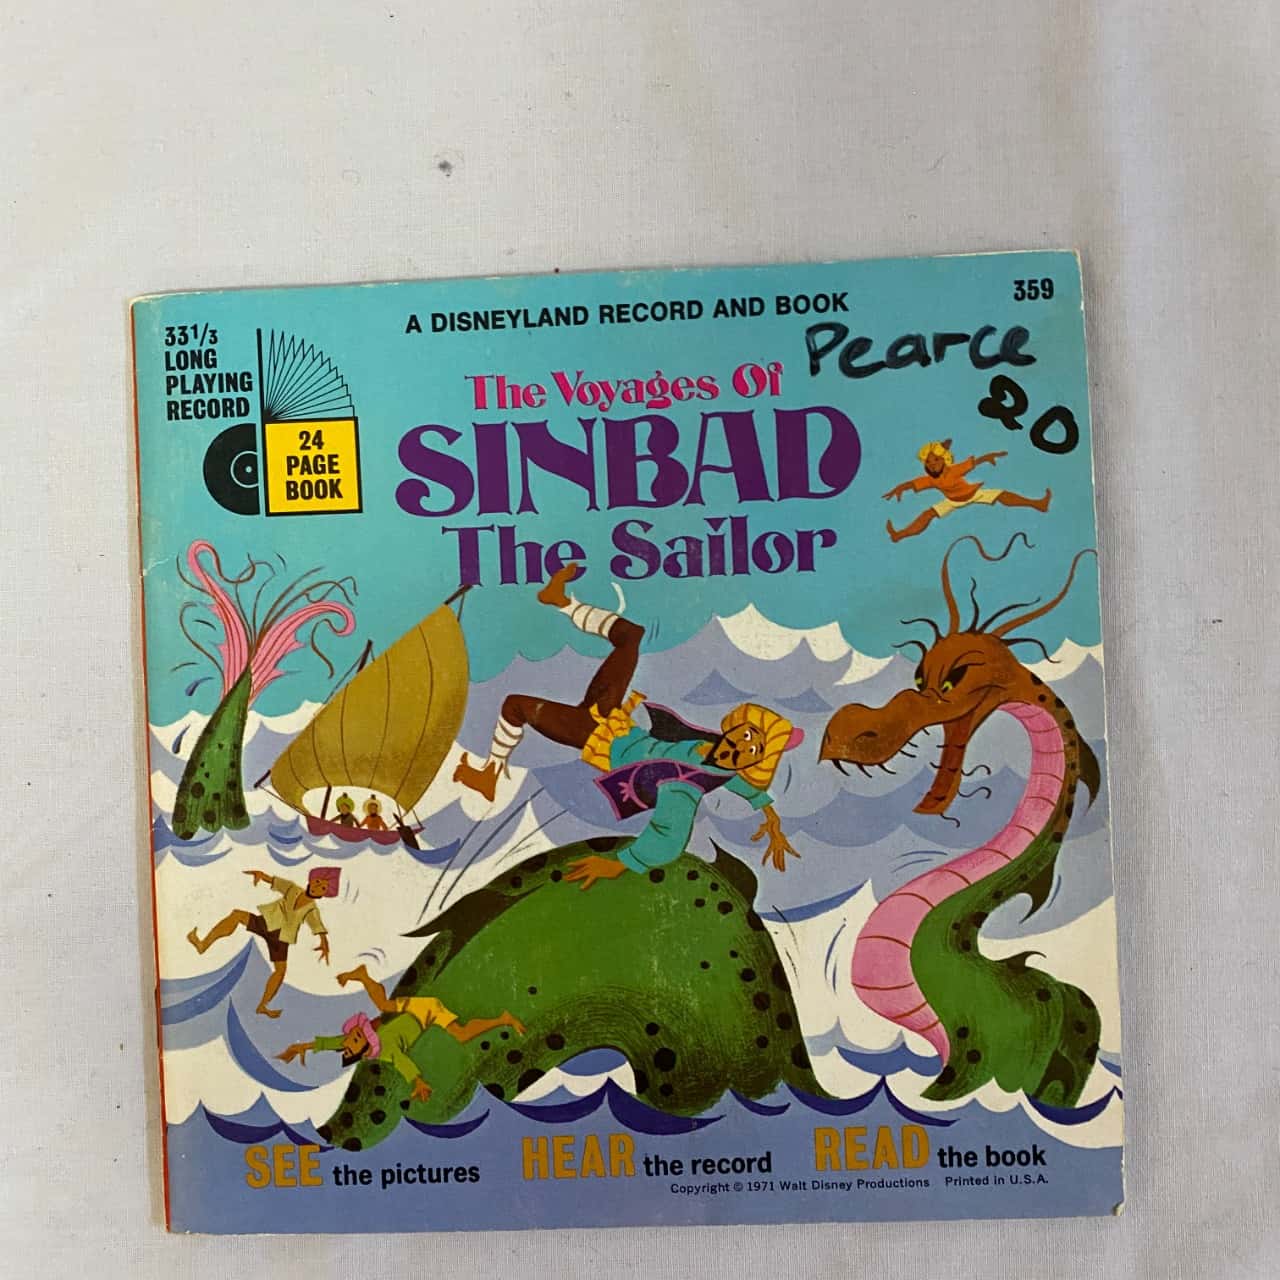 A DISNEYLAND RECORD AND BOOK
359
33 1/3
LONG
PLAYING
RECORD
24
PAGE
BOOK
Pearce
20
The Voyages Of
SINBAD
The Sailor
SEE the pictures HEAR the record READ the book
Copyright © 1971 Walt Disney Productions Printed in U.S.A.